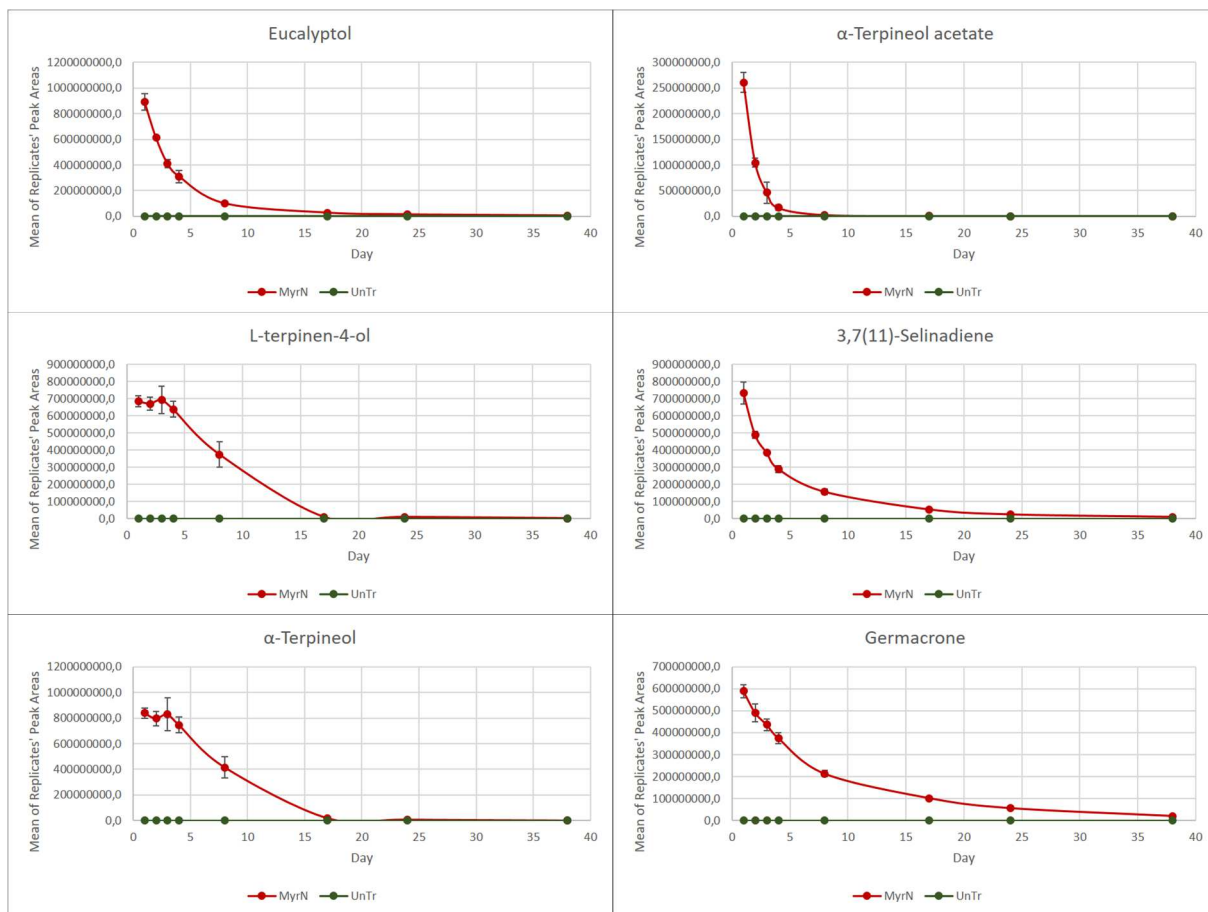 Eucalyptol
Mean of Replicates' Peak Areas
1200000000,0
1000000000,0
800000000,0
600000000,0
400000000,0
200000000,0
0,0
0 5 10 15 20 25 30 35 40
Day
MyrN UnTr
α-Terpineol acetate
Mean of Replicates' Peak Areas
300000000,0
250000000,0
200000000,0
150000000,0
100000000,0
50000000,0
0,0
0 5 10 15 20 25 30 35 40
Day
MyrN UnTr
L-terpinen-4-ol
Mean of Replicates' Peak Areas
900000000,0
800000000,0
700000000,0
600000000,0
500000000,0
400000000,0
300000000,0
200000000,0
100000000,0
0,0
0 5 10 15 20 25 30 35 40
Day
MyrN UnTr
3,7(11)-Selinadiene
Mean of Replicates' Peak Areas
900000000,0
800000000,0
700000000,0
600000000,0
500000000,0
400000000,0
300000000,0
200000000,0
100000000,0
0,0
0 5 10 15 20 25 30 35 40
Day
MyrN UnTr
α-Terpineol
Mean of Replicates' Peak Areas
1200000000,0
1000000000,0
800000000,0
600000000,0
400000000,0
200000000,0
0,0
0 5 10 15 20 25 30 35 40
Day
MyrN UnTr
Germacrone
Mean of Replicates' Peak Areas
700000000,0
600000000,0
500000000,0
400000000,0
300000000,0
200000000,0
100000000,0
0,0
0 5 10 15 20 25 30 35 40
Day
MyrN UnTr